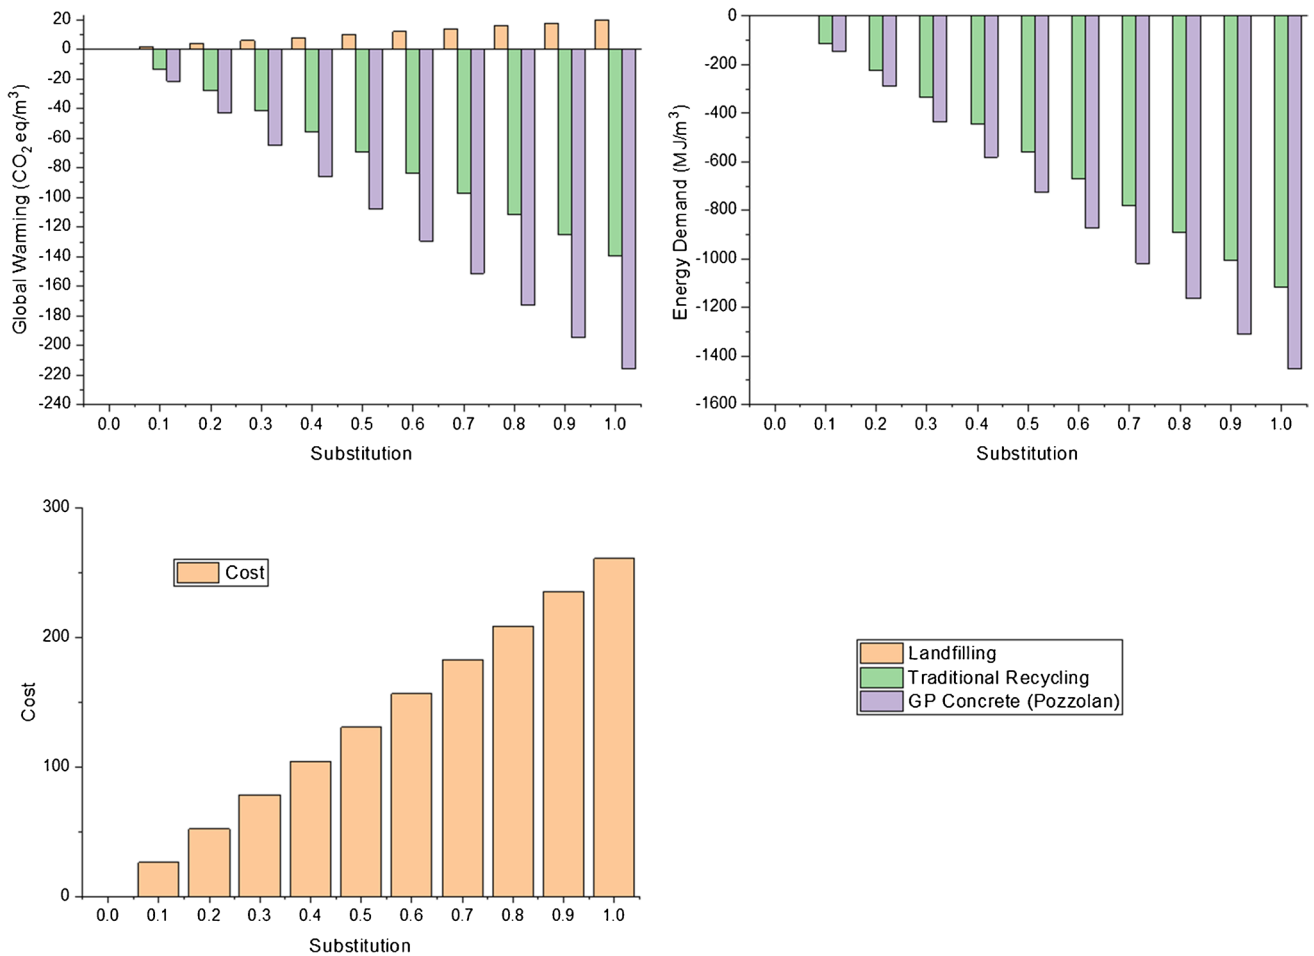 Global Warming (CO₂ eq/m³)
20
0
-20
-40
-60
-80
-100
-120
-140
-160
-180
-200
-220
-240
0.0 0.1 0.2 0.3 0.4 0.5 0.6 0.7 0.8 0.9 1.0
Substitution
Energy Demand (MJ/m³)
0
-200
-400
-600
-800
-1000
-1200
-1400
-1600
0.0 0.1 0.2 0.3 0.4 0.5 0.6 0.7 0.8 0.9 1.0
Substitution
Cost
300
200
100
0
Cost
0.0 0.1 0.2 0.3 0.4 0.5 0.6 0.7 0.8 0.9 1.0
Substitution
Landfilling
Traditional Recycling
GP Concrete (Pozzolan)